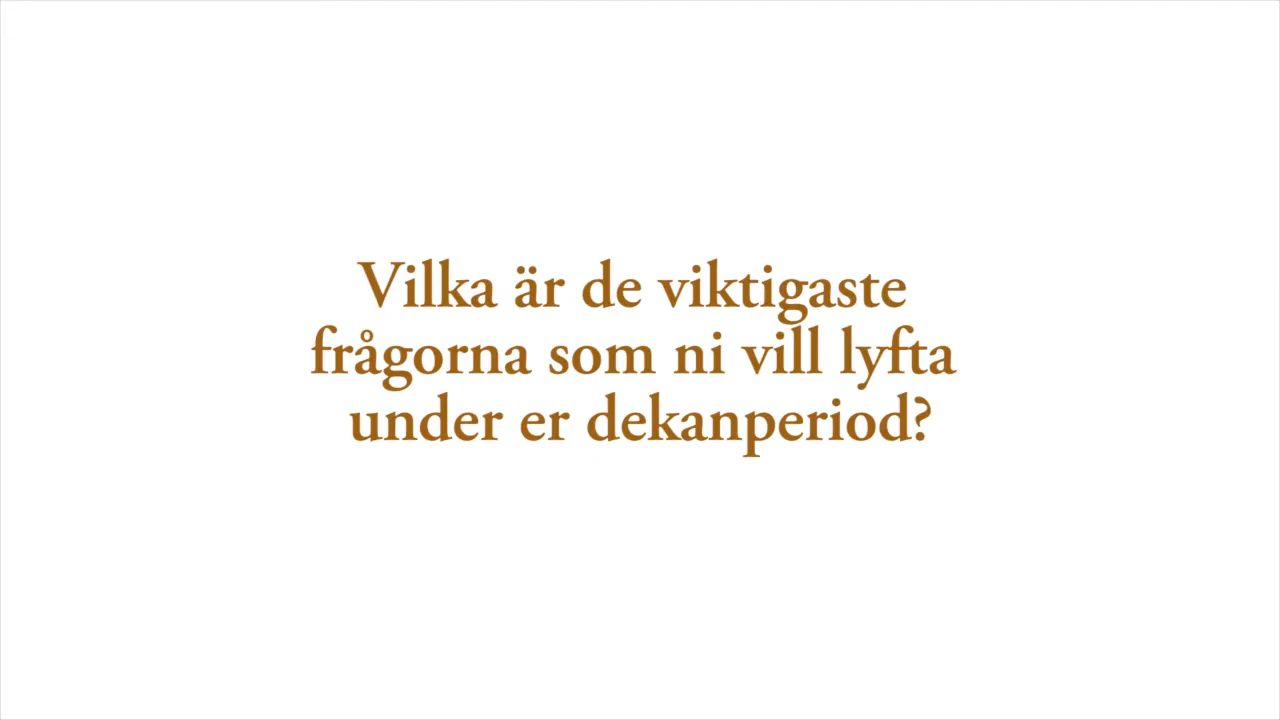 Vilka är de viktigaste
frågorna som ni vill lyfta
under er dekanperiod?